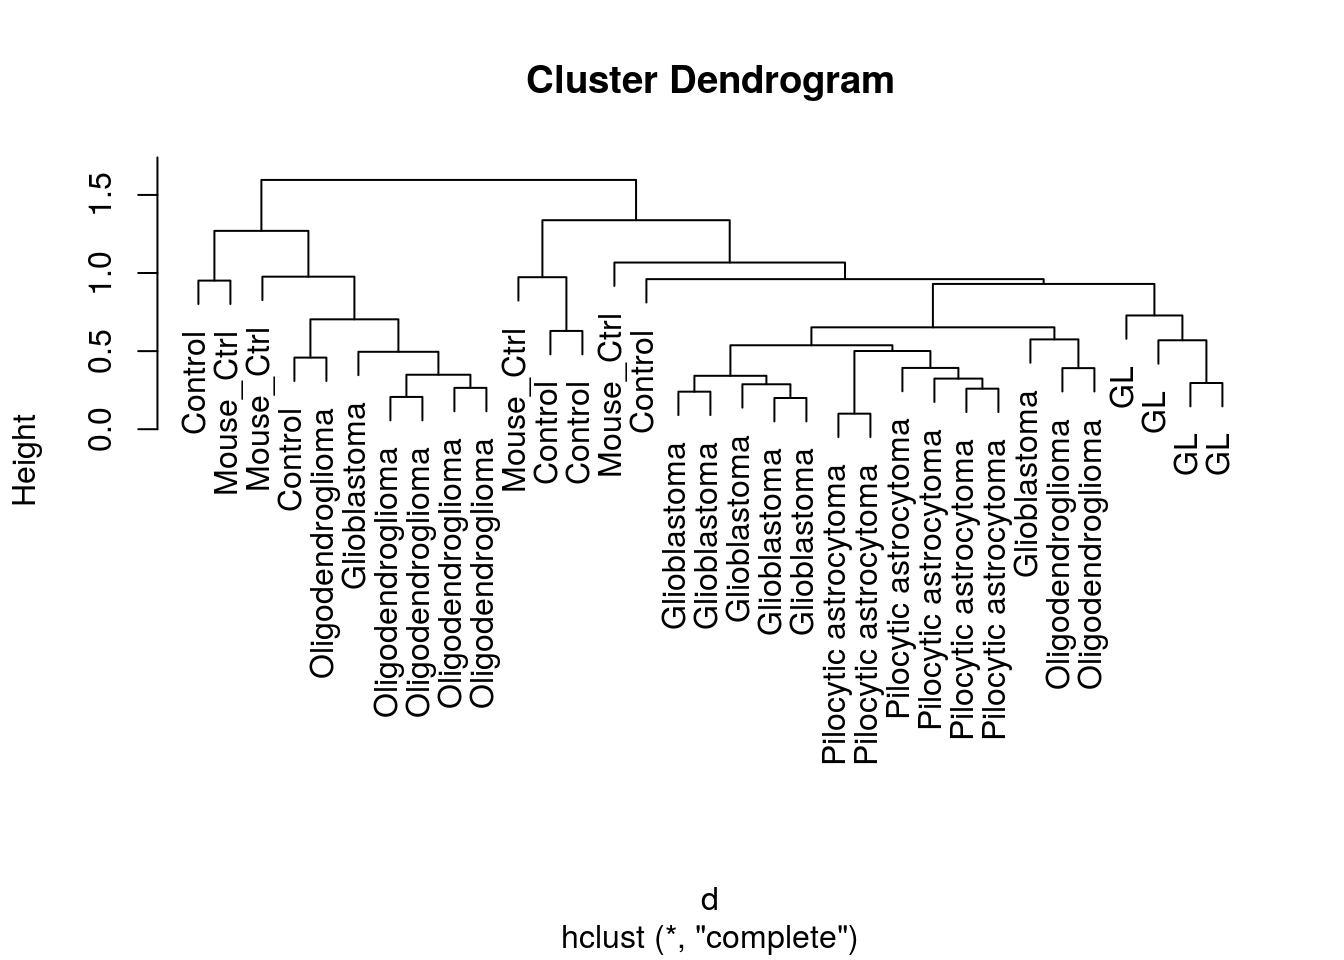 Cluster Dendrogram
Height
0.0
0.5
1.0
1.5
Control
Mouse_Ctrl
Mouse_Ctrl
Control
Oligodendroglioma
Glioblastoma
Oligodendroglioma
Oligodendroglioma
Oligodendroglioma
Oligodendroglioma
Mouse_Ctrl
Control
Control
Mouse_Ctrl
Control
Glioblastoma
Glioblastoma
Glioblastoma
Glioblastoma
Glioblastoma
Pilocytic astrocytoma
Pilocytic astrocytoma
Pilocytic astrocytoma
Pilocytic astrocytoma
Pilocytic astrocytoma
Pilocytic astrocytoma
Glioblastoma
Oligodendroglioma
Oligodendroglioma
GL
GL
GL
GL
d
hclust (*, "complete")